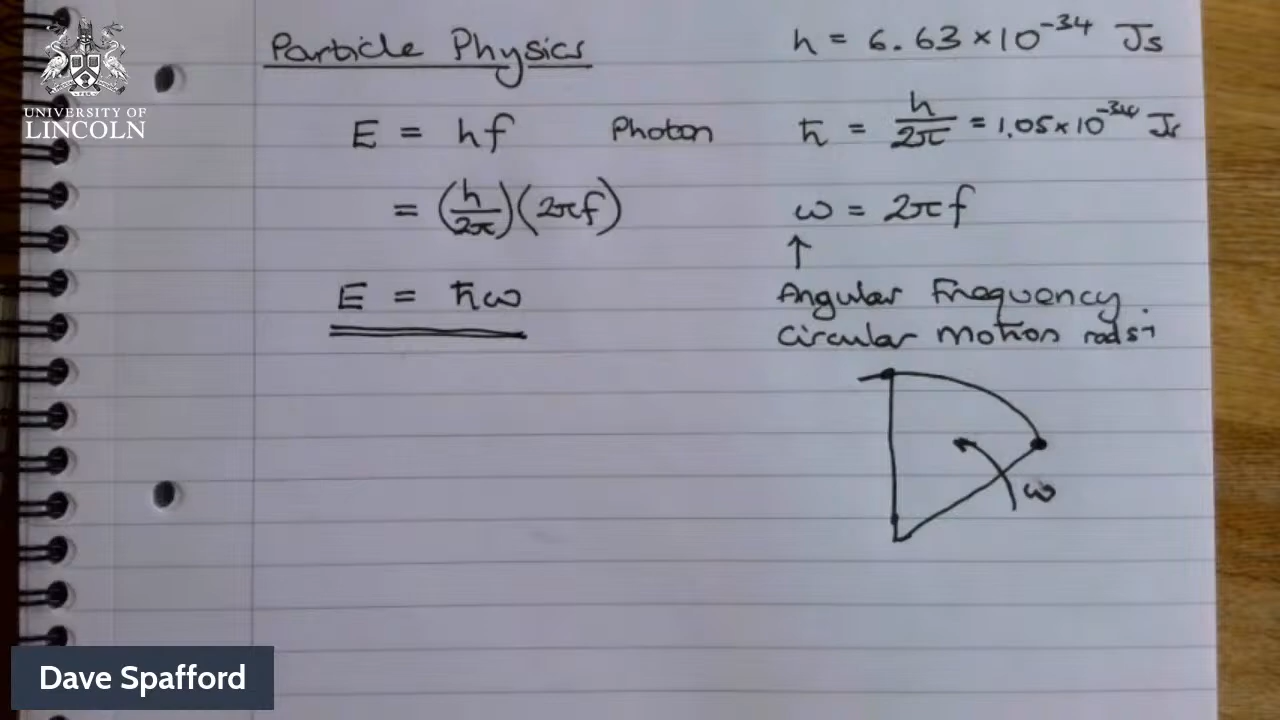 UNIVERSITY OF
LINCOLN
Particle Physics
h = 6.63 × 10⁻³⁴ Js
E = hf Photon
ħ = h/2π = 1.05 × 10⁻³⁴ Js
= (h/2π)(2πf)
ω = 2πf
↑
E = ħω
Angular Frequency
Circular Motion rads⁻¹
ω
Dave Spafford